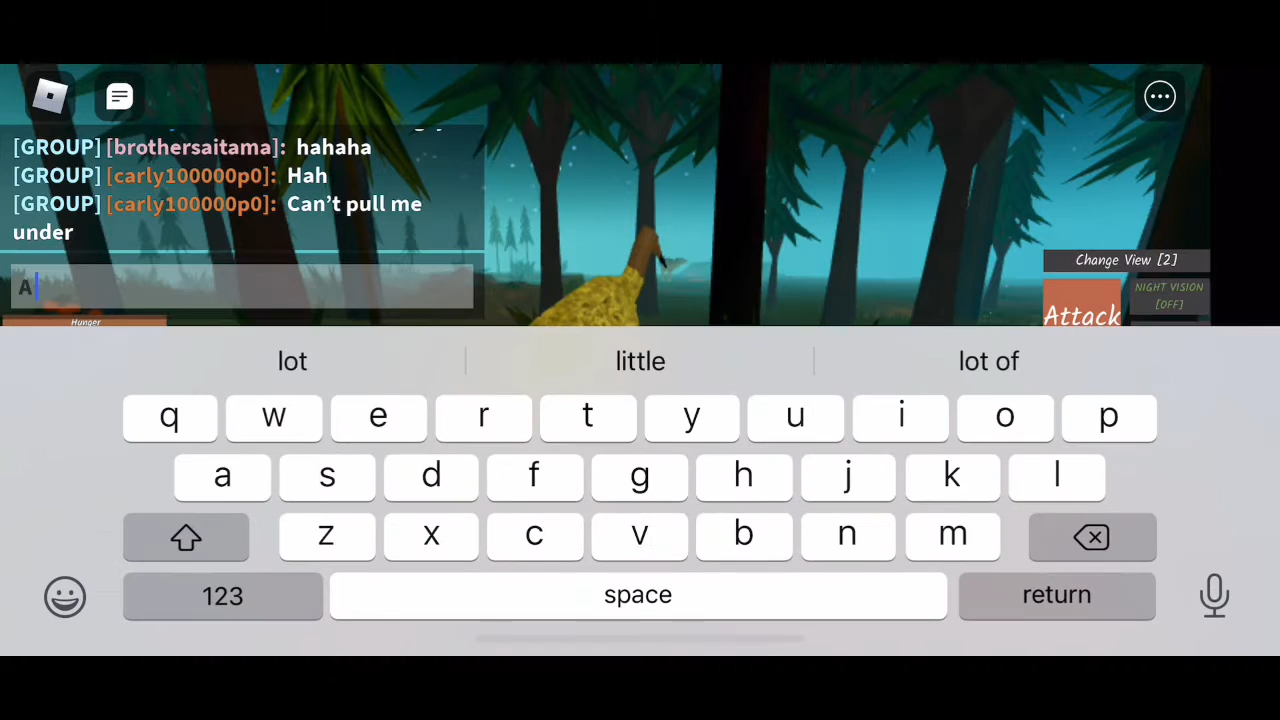 [GROUP] [brothersaitama]: hahaha
[GROUP] [carly100000p0]: Hah
[GROUP] [carly100000p0]: Can’t pull me
under
A
Change View [2]
NIGHT VISION
[OFF]
Attack
Hunger
lot little lot of
q w e r t y u i o p
a s d f g h j k l
z x c v b n m
123 space return